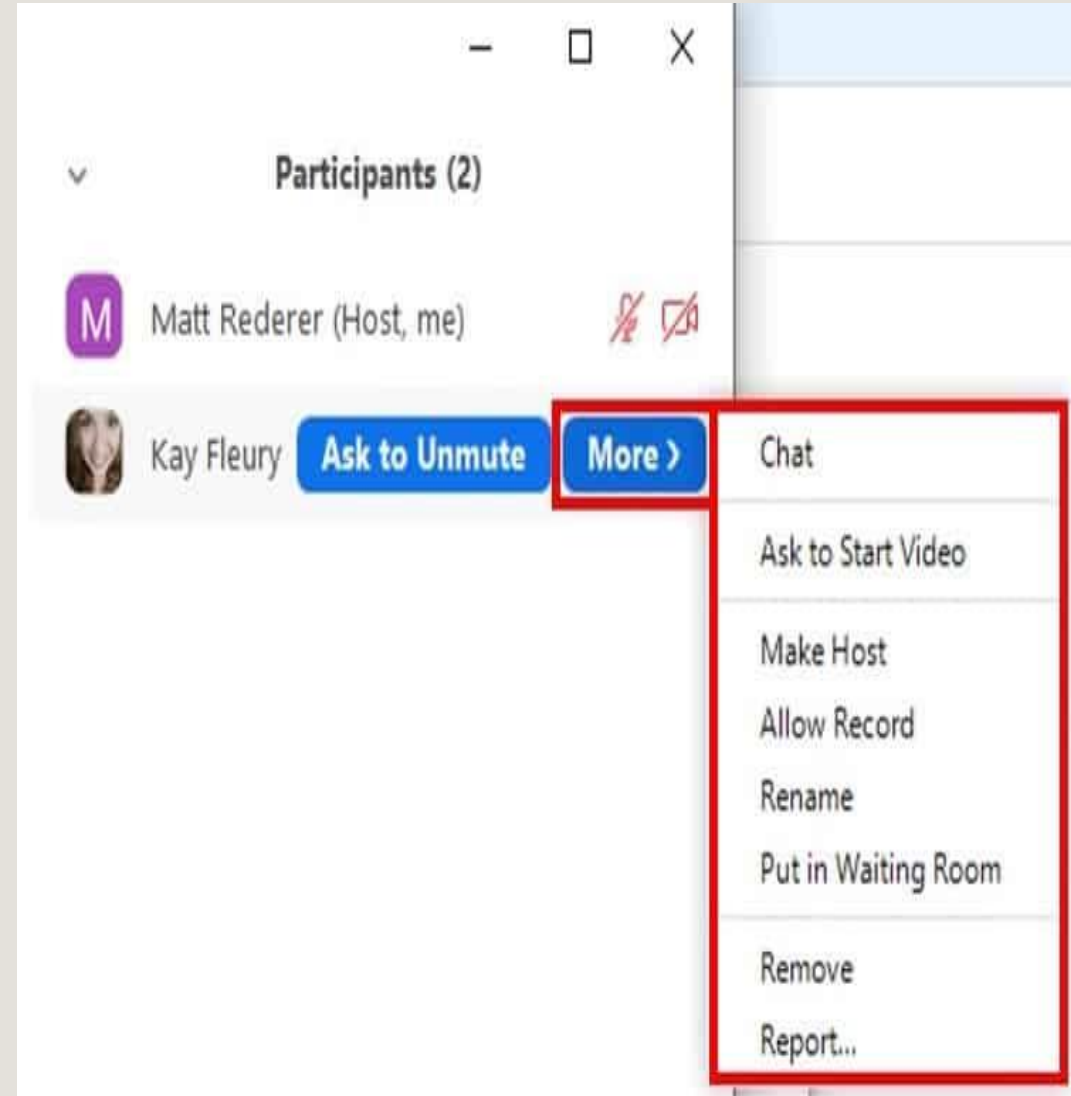 Participants (2)
M
Matt Rederer (Host, me)
Kay Fleury Ask to Unmute More >
Chat
Ask to Start Video
Make Host
Allow Record
Rename
Put in Waiting Room
Remove
Report...